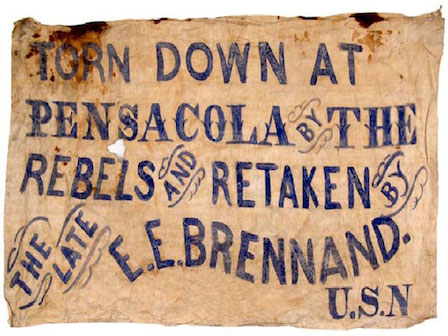 TORN DOWN AT
PENSACOLA BY THE
REBELS AND RETAKEN BY
THE LATE E.E.BRENNAND.
U.S.N